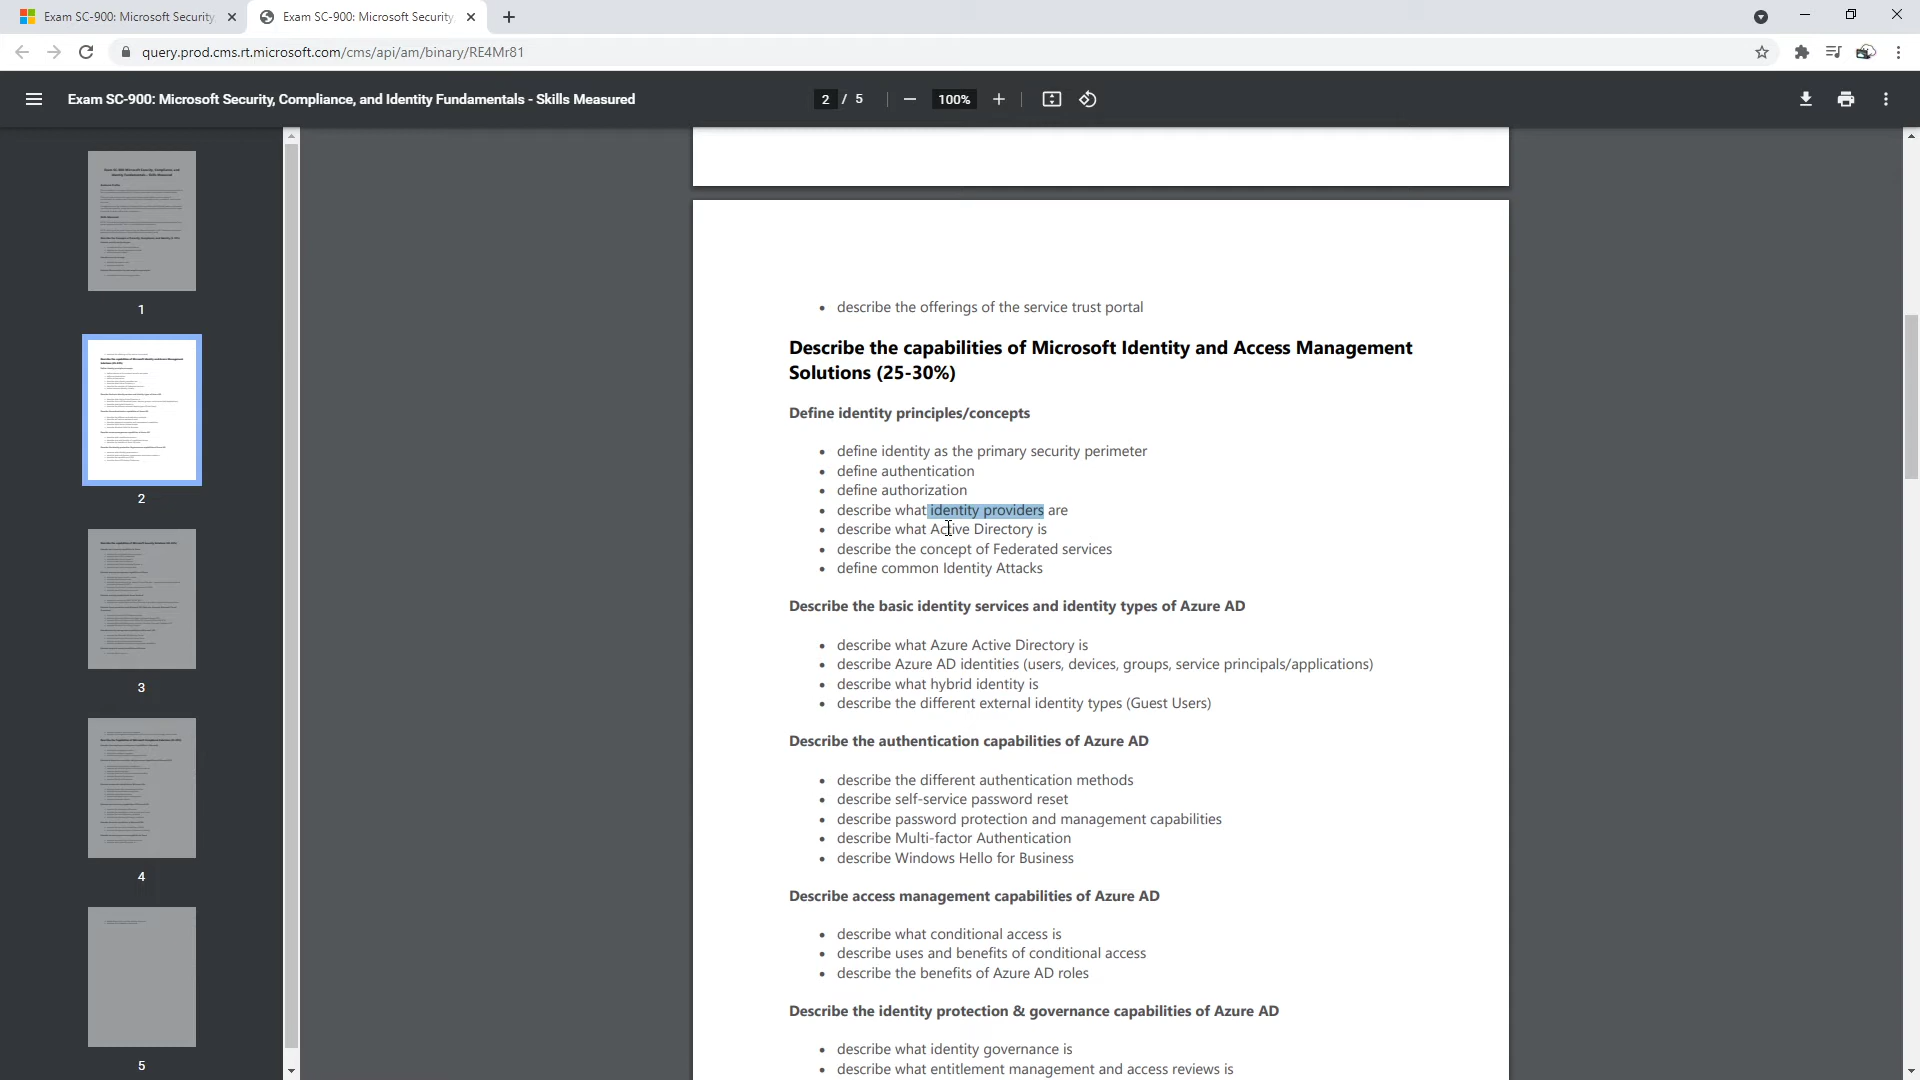 Exam SC-900: Microsoft Security,
Exam SC-900: Microsoft Security,
query.prod.cms.rt.microsoft.com/cms/api/am/binary/RE4Mr81
Exam SC-900: Microsoft Security, Compliance, and Identity Fundamentals - Skills Measured
2 / 5
100%
1
2
3
4
5
• describe the offerings of the service trust portal
Describe the capabilities of Microsoft Identity and Access Management
Solutions (25-30%)
Define identity principles/concepts
• define identity as the primary security perimeter
• define authentication
• define authorization
• describe what identity providers are
• describe what Active Directory is
• describe the concept of Federated services
• define common Identity Attacks
Describe the basic identity services and identity types of Azure AD
• describe what Azure Active Directory is
• describe Azure AD identities (users, devices, groups, service principals/applications)
• describe what hybrid identity is
• describe the different external identity types (Guest Users)
Describe the authentication capabilities of Azure AD
• describe the different authentication methods
• describe self-service password reset
• describe password protection and management capabilities
• describe Multi-factor Authentication
• describe Windows Hello for Business
Describe access management capabilities of Azure AD
• describe what conditional access is
• describe uses and benefits of conditional access
• describe the benefits of Azure AD roles
Describe the identity protection & governance capabilities of Azure AD
• describe what identity governance is
• describe what entitlement management and access reviews is